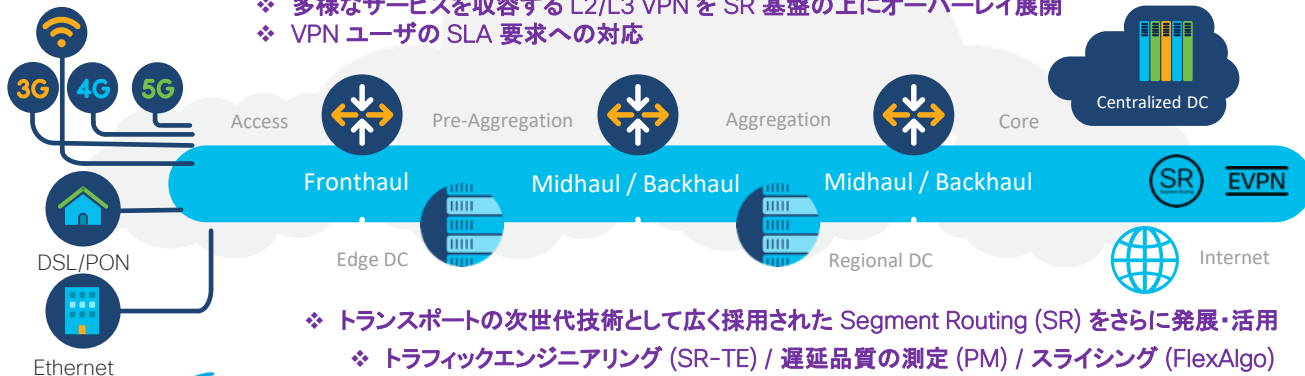 ❖ 多様なサービスを収容する L2/L3 VPN を SR 基盤の上にオーバーレイ展開
❖ VPN ユーザの SLA 要求への対応
3G 4G 5G
Centralized DC
Access Pre-Aggregation Aggregation Core
Fronthaul Midhaul / Backhaul Midhaul / Backhaul SR EVPN
Edge DC Regional DC Internet
DSL/PON
❖ トランスポートの次世代技術として広く採用された Segment Routing (SR) をさらに発展・活用
❖ トラフィックエンジニアリング (SR-TE) / 遅延品質の測定 (PM) / スライシング (FlexAlgo)
Ethernet